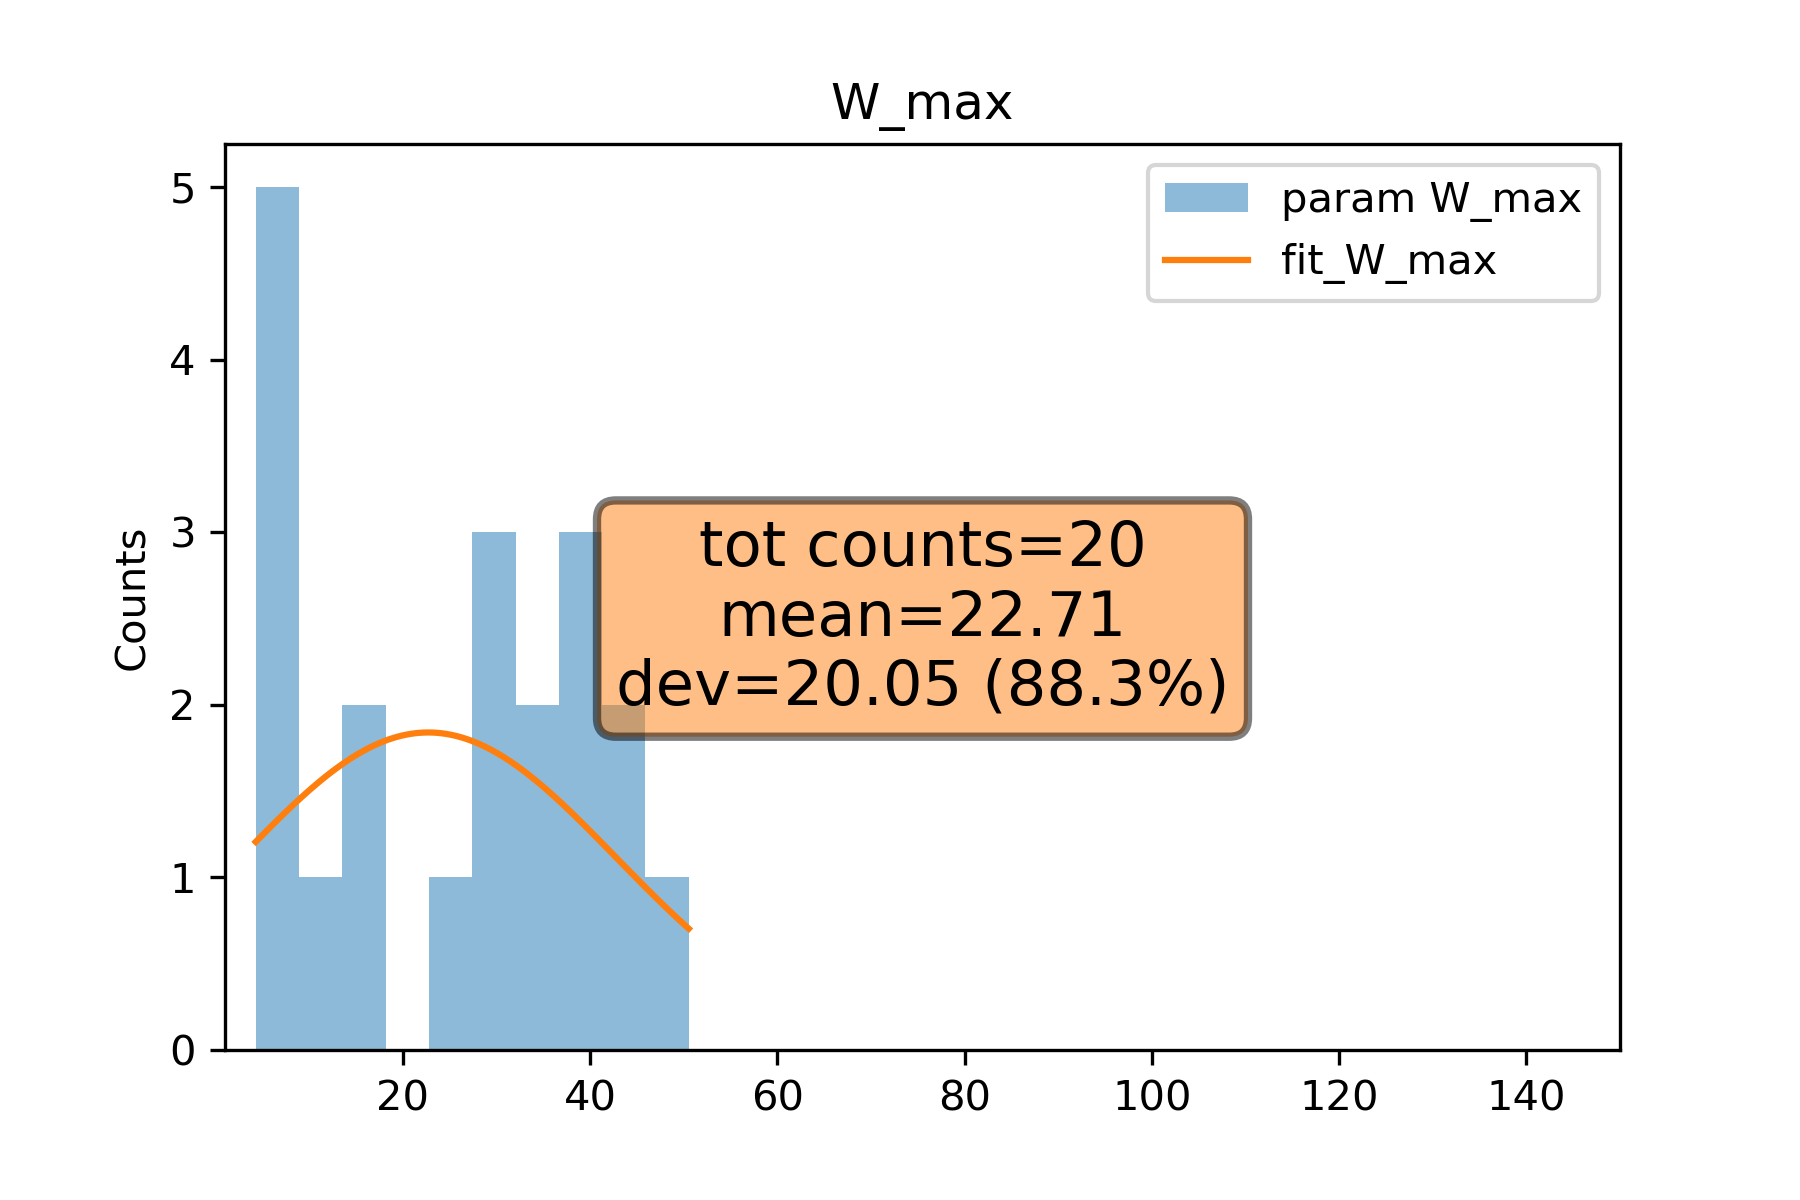 W_max
param W_max
fit_W_max
5
4
3
2
1
0
Counts
tot counts=20
mean=22.71
dev=20.05 (88.3%)
20 40 60 80 100 120 140